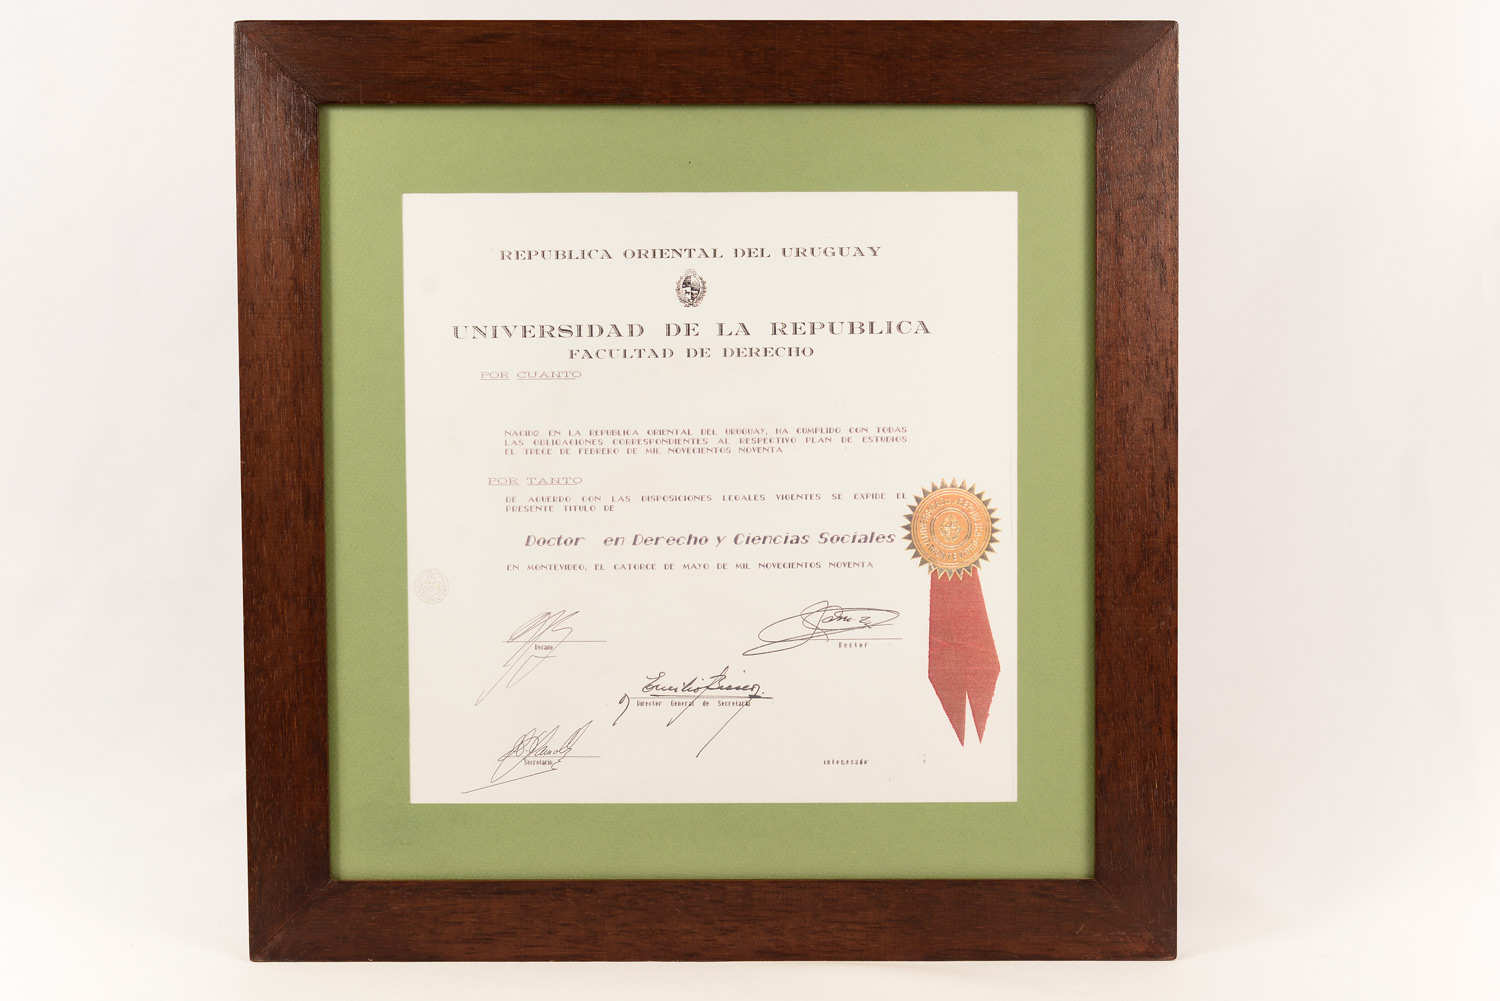 REPUBLICA ORIENTAL DEL URUGUAY
UNIVERSIDAD DE LA REPUBLICA
FACULTAD DE DERECHO
POR CUANTO
NACIDO EN LA REPUBLICA ORIENTAL DEL URUGUAY, HA CUMPLIDO CON TODAS
LAS OBLIGACIONES CORRESPONDIENTES AL RESPECTIVO PLAN DE ESTUDIOS
EL TRECE DE FEBRERO DE MIL NOVECIENTOS NOVENTA
POR TANTO
DE ACUERDO CON LAS DISPOSICIONES LEGALES VIGENTES SE EXPIDE EL
PRESENTE TITULO DE
Doctor en Derecho y Ciencias Sociales
EN MONTEVIDEO, EL CATORCE DE MAYO DE MIL NOVECIENTOS NOVENTA
Decano
Rector
Director General de Secretaria
Secretario
Interesado